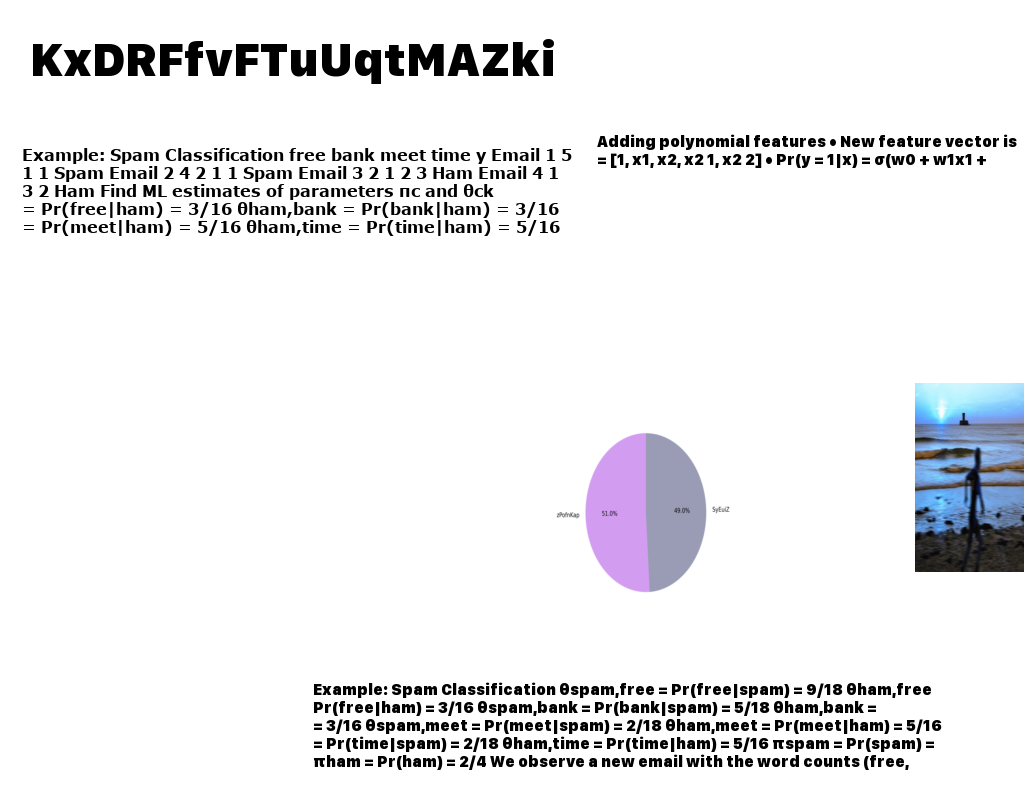 KxDRFfvFTuUqtMAZki
Example: Spam Classification free bank meet time y Email 1 5
1 1 Spam Email 2 4 2 1 1 Spam Email 3 2 1 2 3 Ham Email 4 1
3 2 Ham Find ML estimates of parameters πc and θck
= Pr(free|ham) = 3/16 θham,bank = Pr(bank|ham) = 3/16
= Pr(meet|ham) = 5/16 θham,time = Pr(time|ham) = 5/16
Adding polynomial features • New feature vector is
= [1, x1, x2, x2 1, x2 2] • Pr(y = 1|x) = σ(w0 + w1x1 +
zPofnKap
51.0%
49.0%
SyEuiZ
Example: Spam Classification θspam,free = Pr(free|spam) = 9/18 θham,free
Pr(free|ham) = 3/16 θspam,bank = Pr(bank|spam) = 5/18 θham,bank =
= 3/16 θspam,meet = Pr(meet|spam) = 2/18 θham,meet = Pr(meet|ham) = 5/16
= Pr(time|spam) = 2/18 θham,time = Pr(time|ham) = 5/16 πspam = Pr(spam) =
πham = Pr(ham) = 2/4 We observe a new email with the word counts (free,